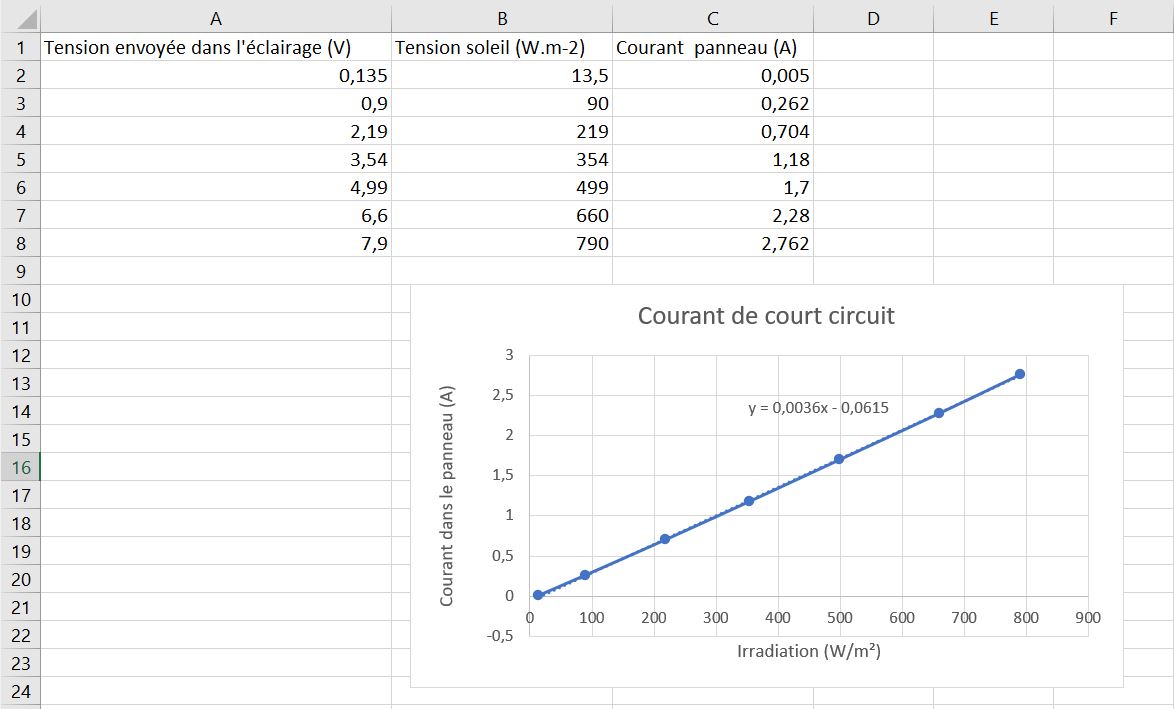 A B C D E F
1 Tension envoyée dans l'éclairage (V) Tension soleil (W.m-2) Courant  panneau (A)
2 0,135 13,5 0,005
3 0,9 90 0,262
4 2,19 219 0,704
5 3,54 354 1,18
6 4,99 499 1,7
7 6,6 660 2,28
8 7,9 790 2,762
9
10
11
12
13
14
15
16
17
18
19
20
21
22
23
24
Courant de court circuit
Courant dans le panneau (A)
3
2,5
2
1,5
1
0,5
0
-0,5
y = 0,0036x - 0,0615
0 100 200 300 400 500 600 700 800 900
Irradiation (W/m²)